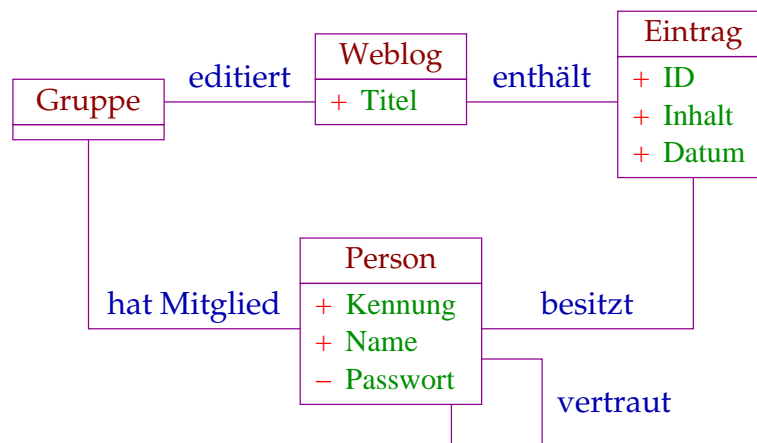 Gruppe
editiert
Weblog
+ Titel
enthält
Eintrag
+ ID
+ Inhalt
+ Datum
hat Mitglied
Person
+ Kennung
+ Name
− Passwort
besitzt
vertraut